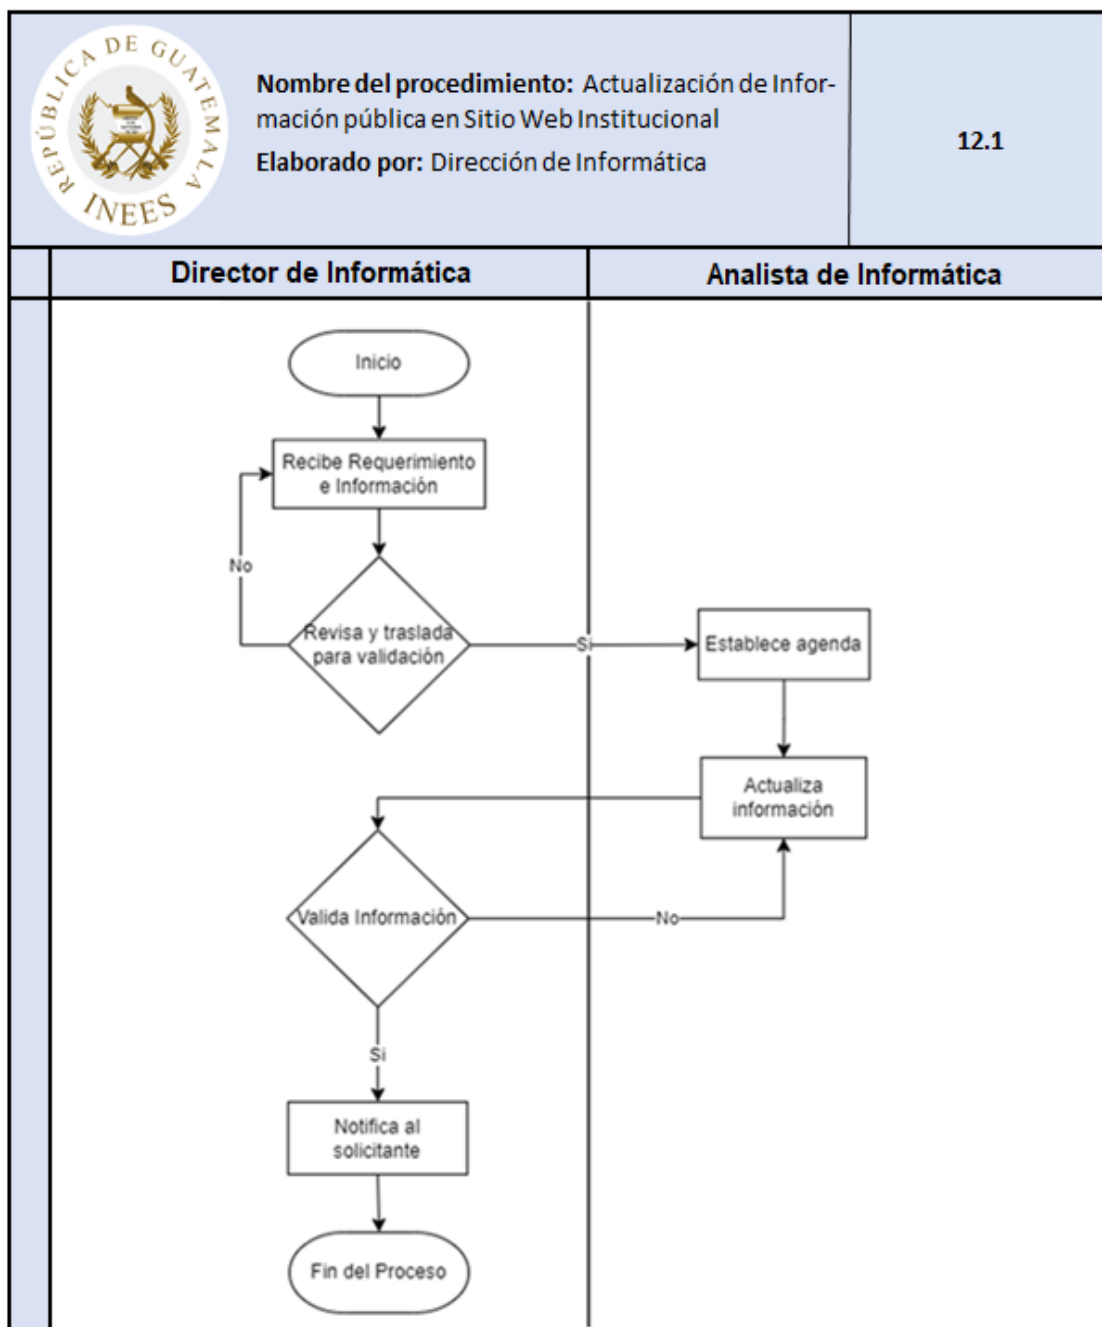 REPÚBLICA DE GUATEMALA
INEES
Nombre del procedimiento: Actualización de Infor-
mación pública en Sitio Web Institucional
Elaborado por: Dirección de Informática
12.1
Director de Informática
Analista de Informática
Inicio
Recibe Requerimiento
e Información
No
Revisa y traslada
para validación
Si
Establece agenda
Actualiza
información
Valida Información
No
Si
Notifica al
solicitante
Fin del Proceso